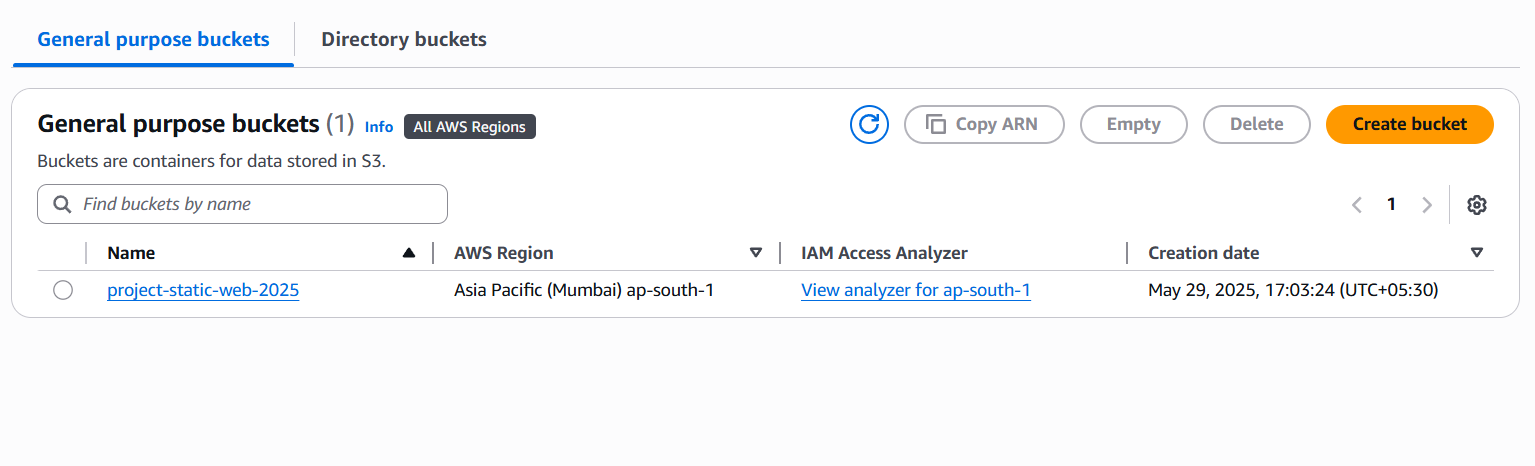 General purpose buckets Directory buckets
General purpose buckets (1) Info All AWS Regions Copy ARN Empty Delete Create bucket
Buckets are containers for data stored in S3.
Find buckets by name 1
Name AWS Region IAM Access Analyzer Creation date
project-static-web-2025 Asia Pacific (Mumbai) ap-south-1 View analyzer for ap-south-1 May 29, 2025, 17:03:24 (UTC+05:30)